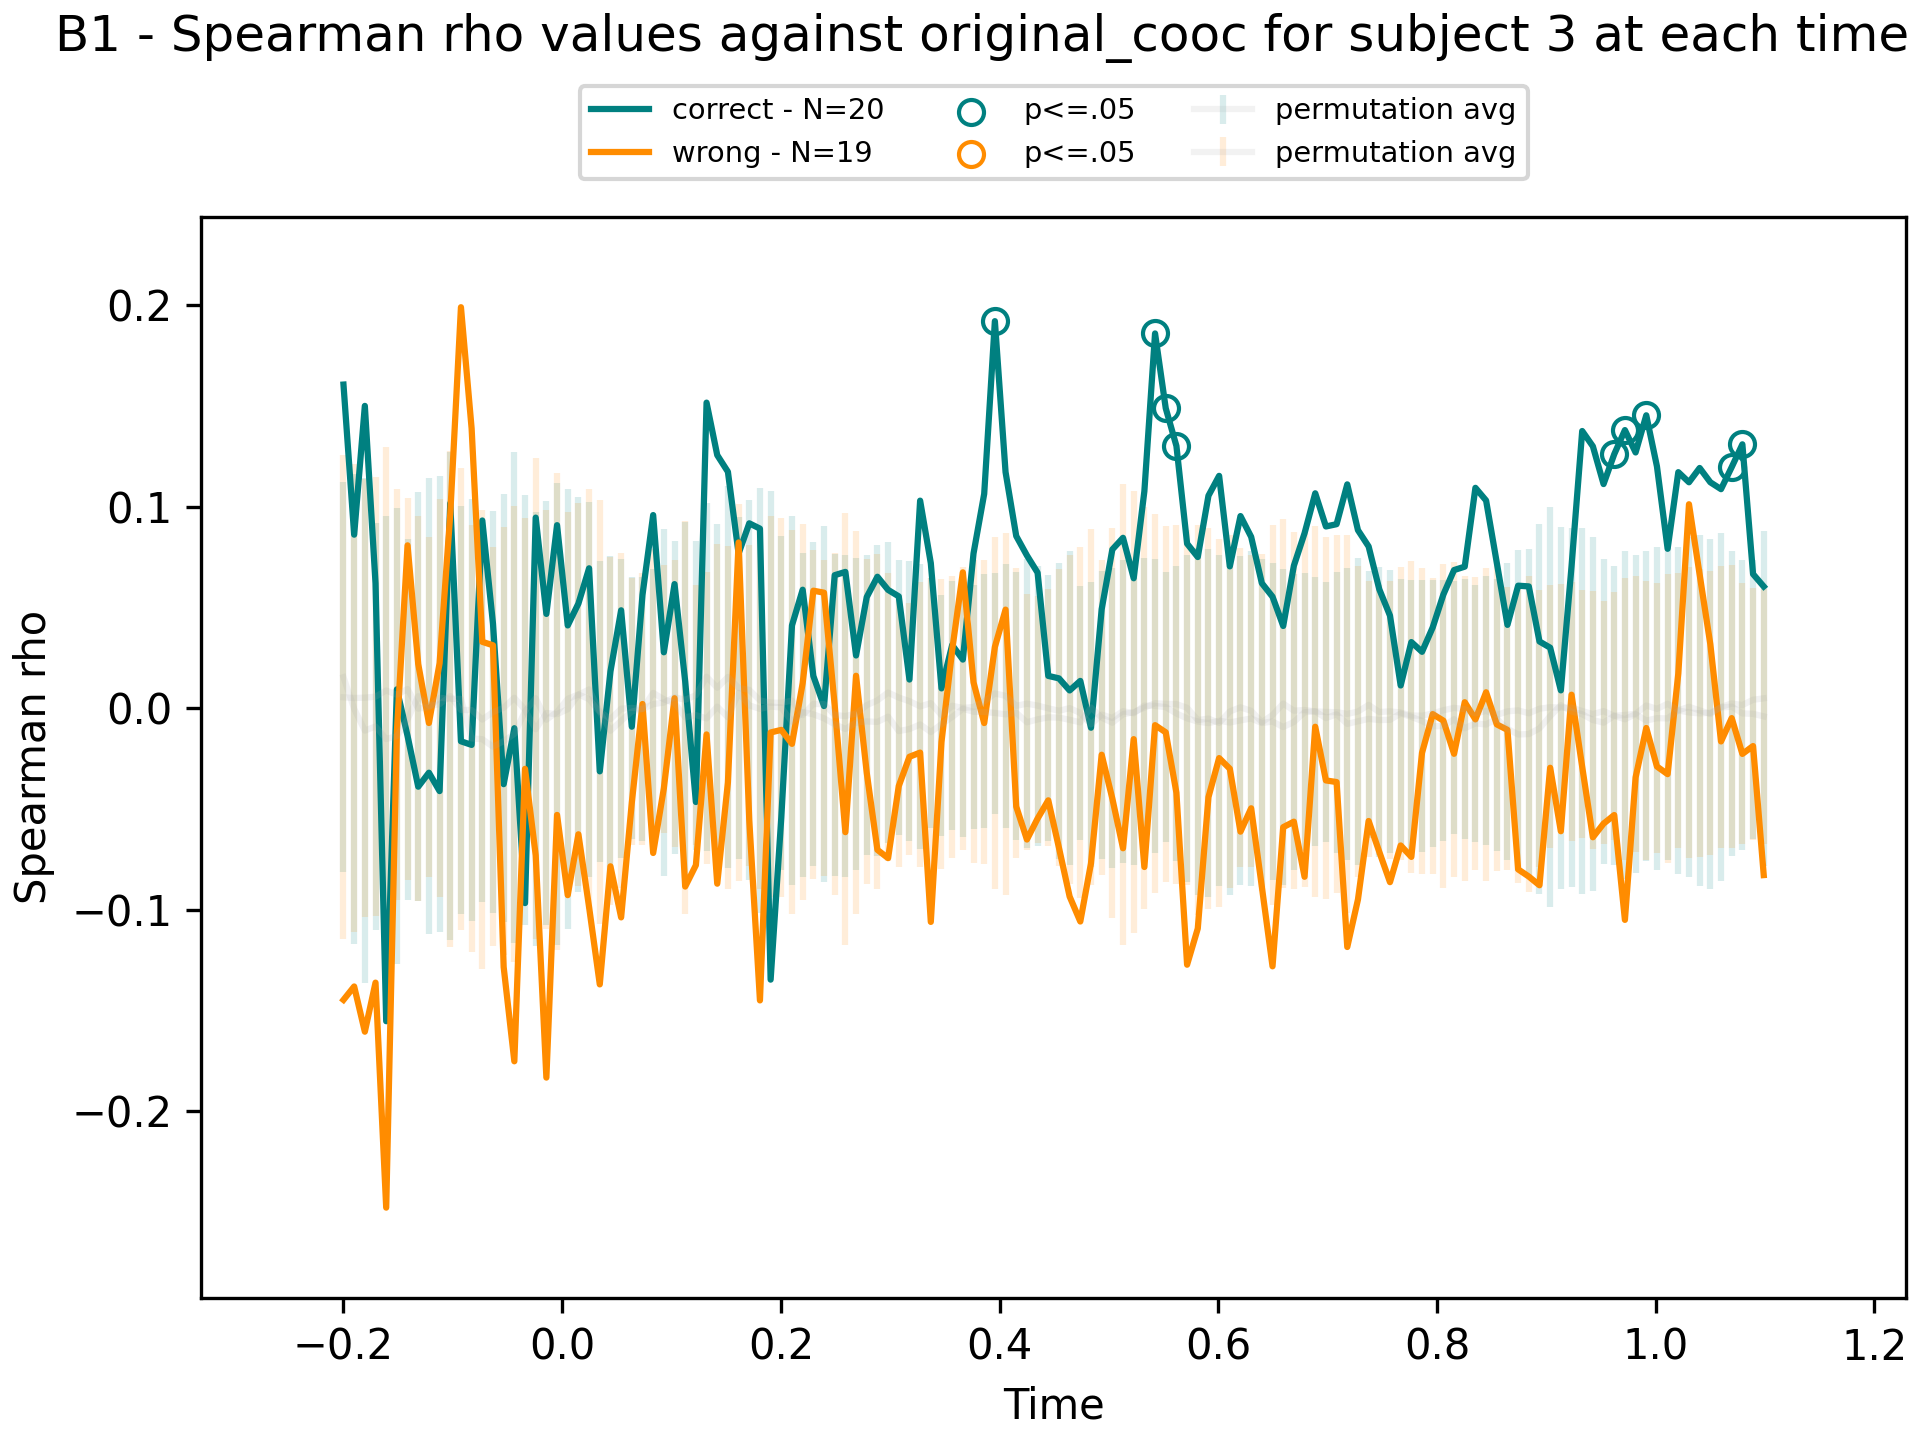 B1 - Spearman rho values against original_cooc for subject 3 at each time
correct - N=20
wrong - N=19
p<=.05
p<=.05
permutation avg
permutation avg
Spearman rho
0.2
0.1
0.0
−0.1
−0.2
−0.2 0.0 0.2 0.4 0.6 0.8 1.0 1.2
Time